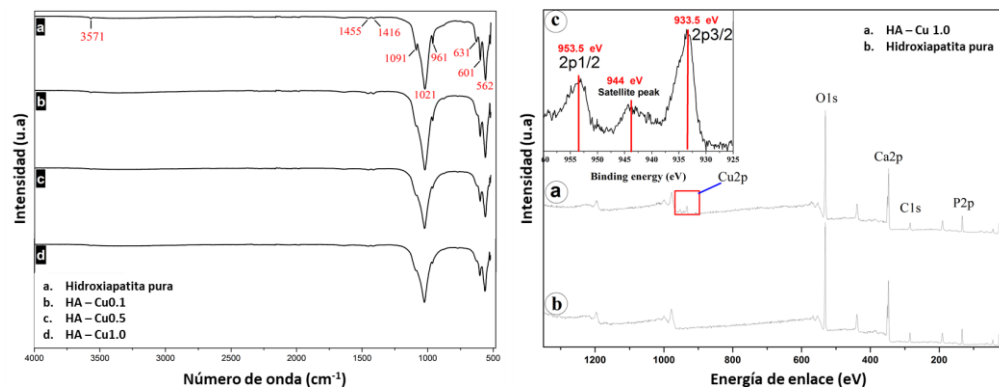 Intensidad (u.a)
a
3571
1455
1416
1091
961
631
601
562
1021
b
c
d
a. Hidroxiapatita pura
b. HA – Cu0.1
c. HA – Cu0.5
d. HA – Cu1.0
4000 3500 3000 2500 2000 1500 1000 500
Número de onda (cm⁻¹)
Intensidad (u.a)
c
953.5 eV
2p1/2
944 eV
Satellite peak
933.5 eV
2p3/2
955 950 945 940 935 930 925
Binding energy (eV)
a. HA – Cu 1.0
b. Hidroxiapatita pura
Cu2p
O1s
Ca2p
C1s
P2p
a
b
1200 1000 800 600 400 200
Energía de enlace (eV)